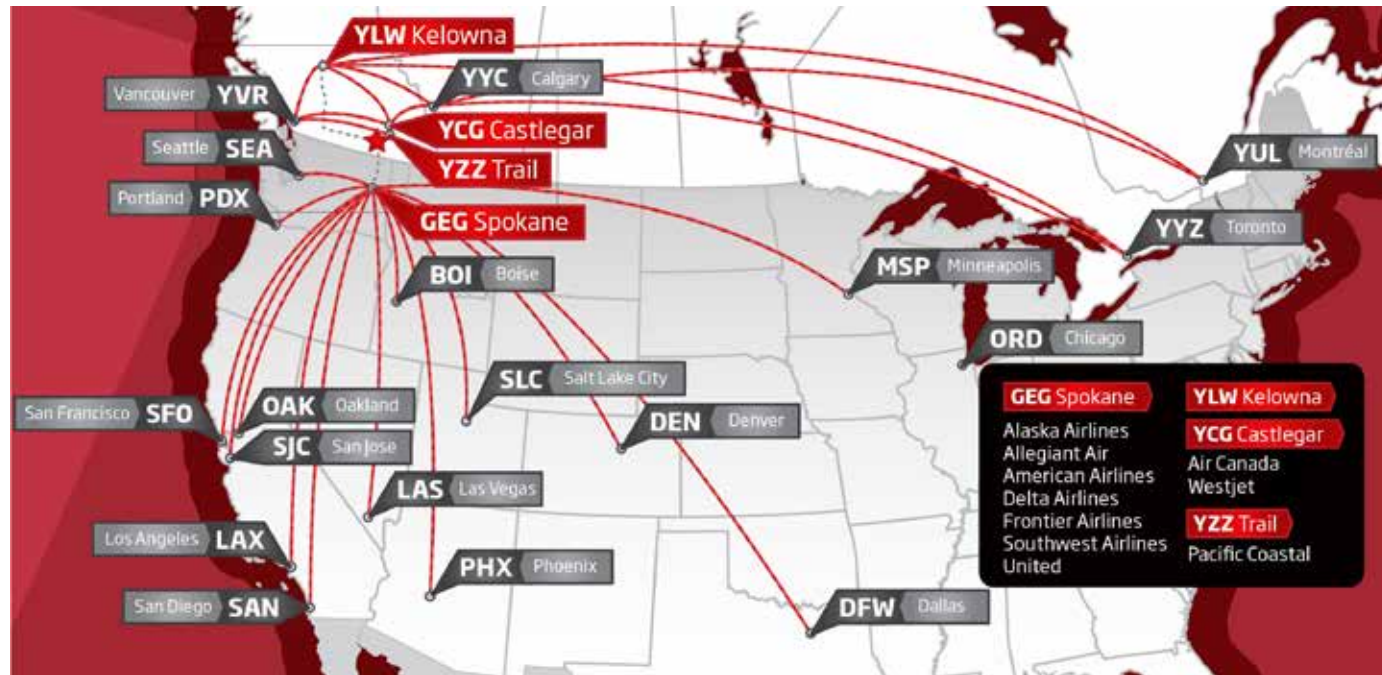 YLW Kelowna
YYC Calgary
Vancouver YVR
YCG Castlegar
Seattle SEA
YUL Montréal
YZZ Trail
Portland PDX
GEG Spokane
YYZ Toronto
MSP Minneapolis
BOI Boise
ORD Chicago
SLC Salt Lake City
San Francisco SFO
OAK Oakland
DEN Denver
SJC San Jose
LAS Las Vegas
Los Angeles LAX
PHX Phoenix
San Diego SAN
DFW Dallas
GEG Spokane
Alaska Airlines
Allegiant Air
American Airlines
Delta Airlines
Frontier Airlines
Southwest Airlines
United
YLW Kelowna
YCG Castlegar
Air Canada
Westjet
YZZ Trail
Pacific Coastal